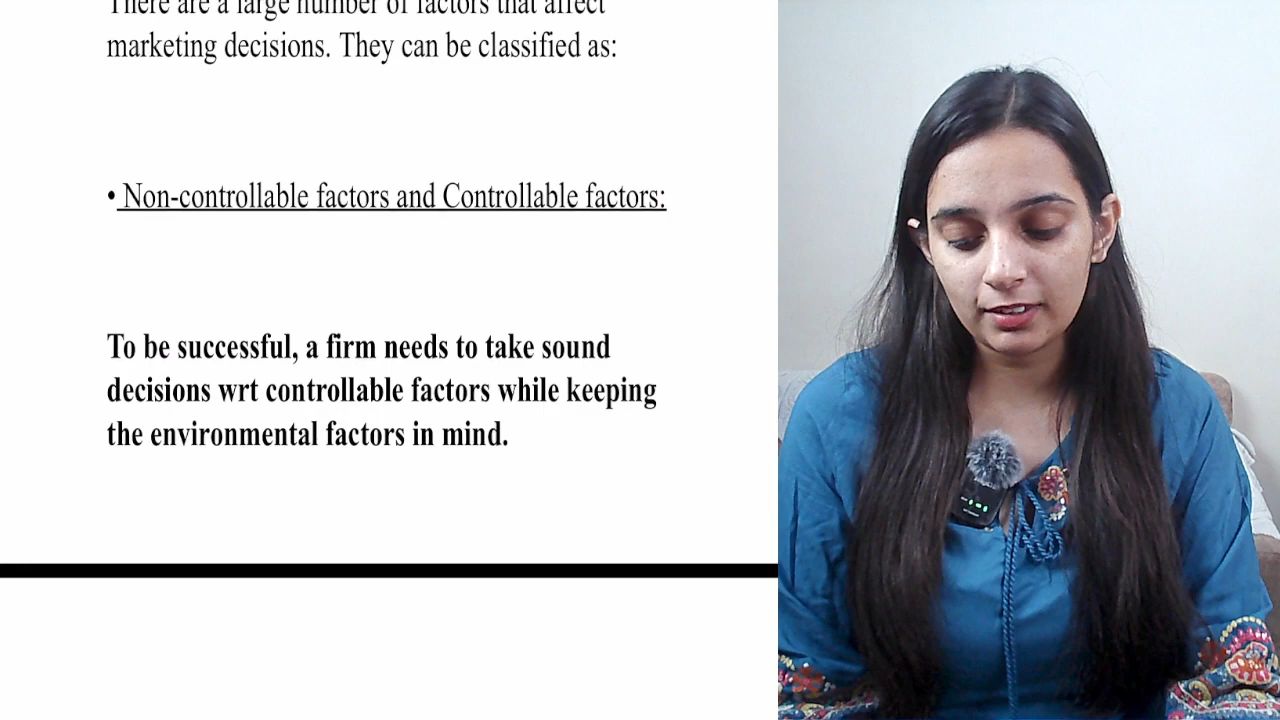 There are a large number of factors that affect
marketing decisions. They can be classified as:
• Non-controllable factors and Controllable factors:
To be successful, a firm needs to take sound
decisions wrt controllable factors while keeping
the environmental factors in mind.